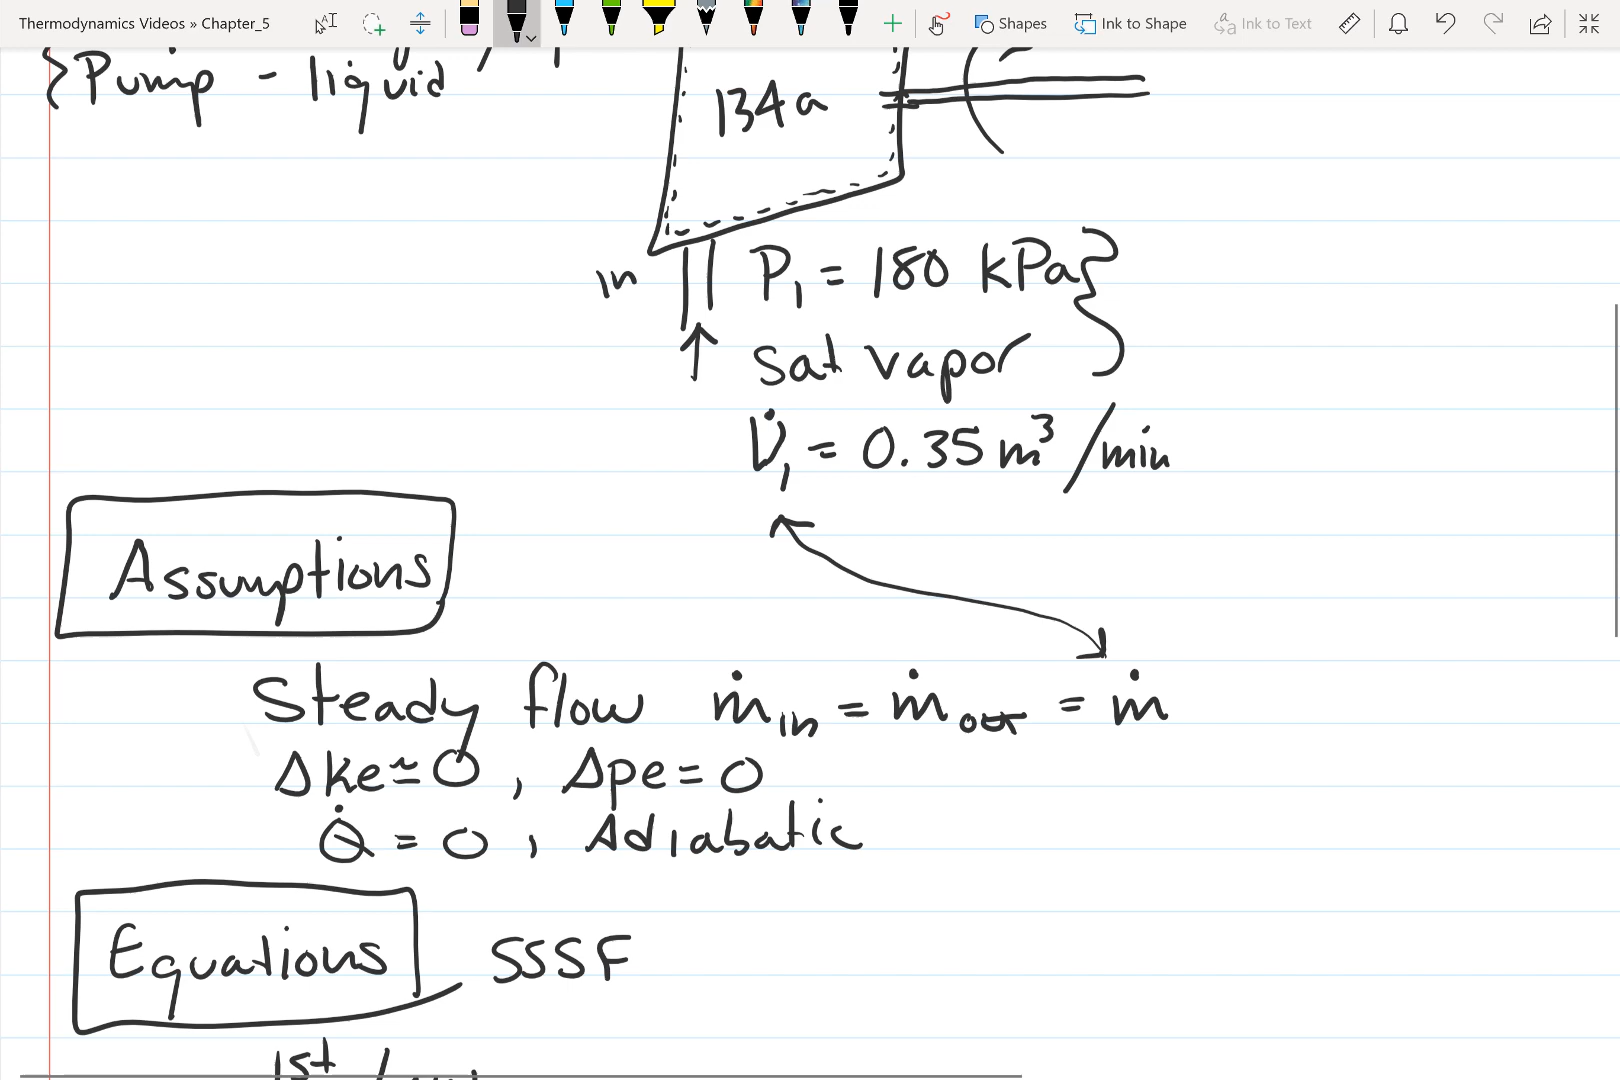 Thermodynamics Videos » Chapter_5
Shapes
Ink to Shape
Ink to Text
Pump - liquid
134a
in
P₁ = 180 kPa
sat vapor
V̇₁ = 0.35 m³/min
Assumptions
Steady flow ṁin = ṁout = ṁ
Δke ≃ 0 , Δpe = 0
Q̇ = 0 , Adiabatic
Equations SSSF
1st